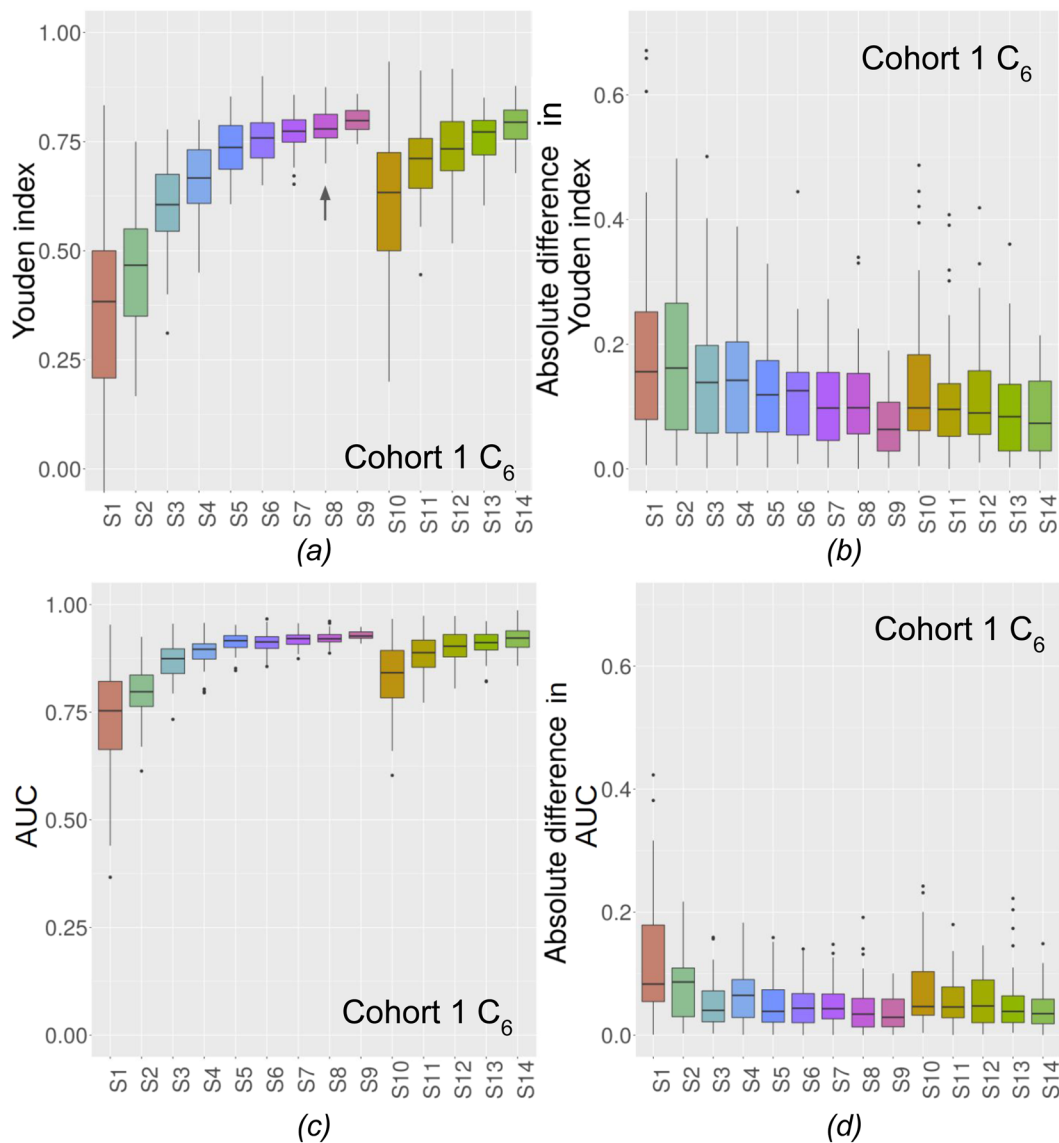 1.00
0.75
0.50
0.25
0.00
Youden index
Cohort 1 C6
S1 S2 S3 S4 S5 S6 S7 S8 S9 S10 S11 S12 S13 S14
(a)
Absolute difference in
Youden index
0.6
0.4
0.2
0.0
Cohort 1 C6
S1 S2 S3 S4 S5 S6 S7 S8 S9 S10 S11 S12 S13 S14
(b)
1.00
0.75
0.50
0.25
0.00
AUC
Cohort 1 C6
S1 S2 S3 S4 S5 S6 S7 S8 S9 S10 S11 S12 S13 S14
(c)
Absolute difference in
AUC
0.6
0.4
0.2
0.0
Cohort 1 C6
S1 S2 S3 S4 S5 S6 S7 S8 S9 S10 S11 S12 S13 S14
(d)